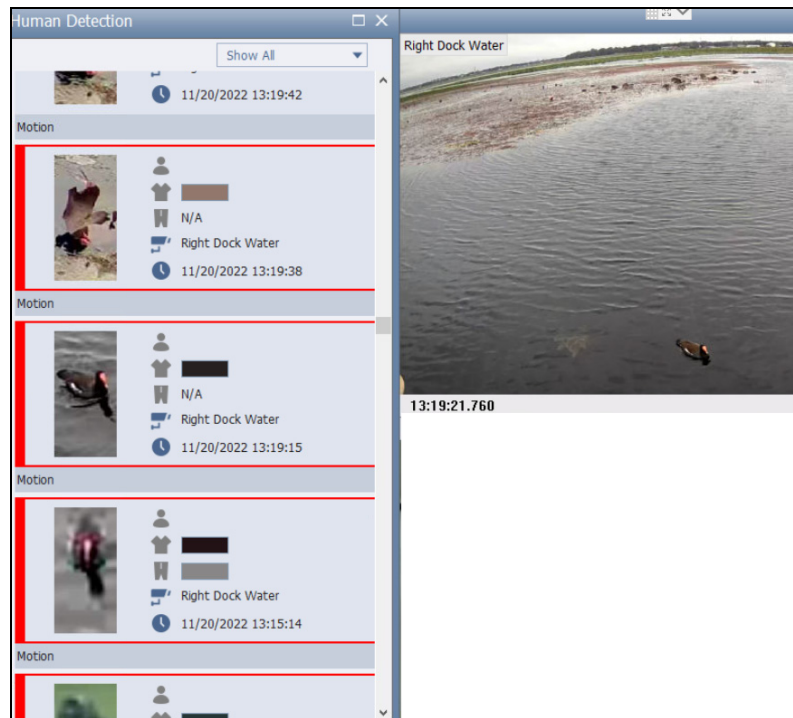 Human Detection
Show All
11/20/2022 13:19:42
Motion
N/A
Right Dock Water
11/20/2022 13:19:38
Motion
N/A
Right Dock Water
11/20/2022 13:19:15
Motion
Right Dock Water
11/20/2022 13:15:14
Motion
Right Dock Water
13:19:21.760